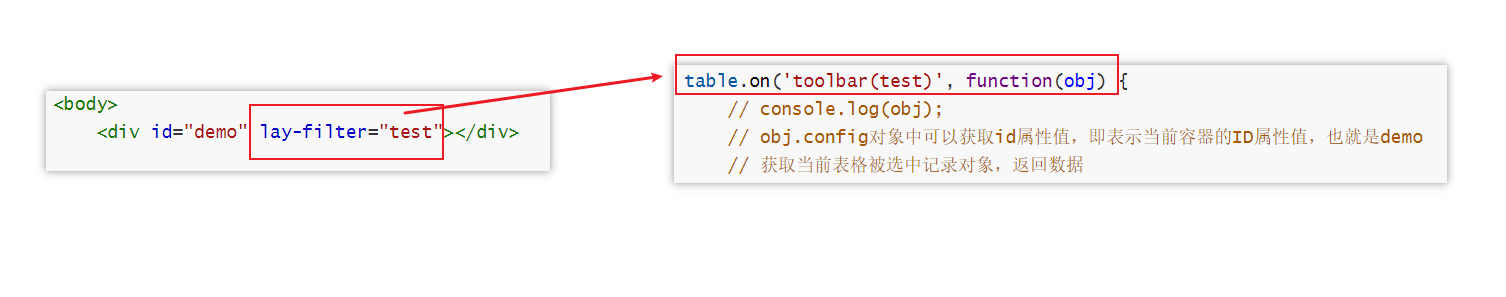 <body>
<div id="demo" lay-filter="test"></div>
table.on('toolbar(test)', function(obj) {
// console.log(obj);
// obj.config对象中可以获取id属性值，即表示当前容器的ID属性值，也就是demo
// 获取当前表格被选中记录对象，返回数据